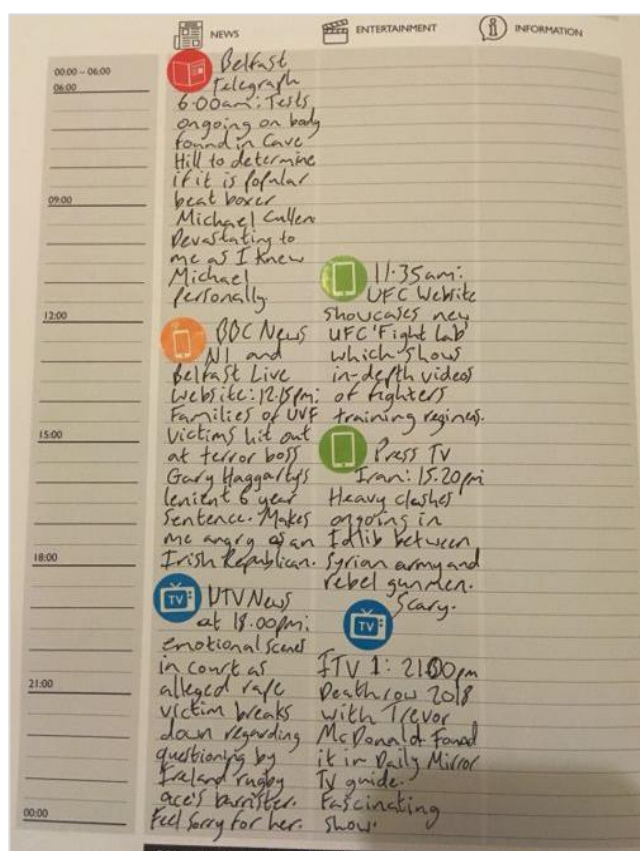 NEWS
ENTERTAINMENT
INFORMATION
00:00 – 06:00
06:00
09:00
12:00
15:00
18:00
21:00
00:00
Belfast
Telegraph
6.00am: Tests
ongoing on body
found in Cave
Hill to determine
if it is popular
beat boxer
Michael Cullen.
Devastating to
me as I knew
Michael
personally
BBC News
NI and
Belfast Live
Website: 12.15pm:
Families of UVF
victims hit out
at terror boss
Gary Haggarty's
lenient 6 year
sentence. Makes
me angry as an
Irish Republican.
TV
UTV News
at 18.00pm:
emotional scenes
in court as
alleged rape
victim breaks
down regarding
questioning by
Ireland rugby
ace's barrister.
Feel sorry for her.
11.35am:
UFC Website
showcases new
UFC 'Fight Lab'
which shows
in-depth videos
of fighters
training regimes.
Press TV
Iran: 15.20pm
Heavy clashes
ongoing in
Idlib between
Syrian army and
rebel gunmen.
Scary.
TV
ITV 1: 21.00pm
Death row 2018
with Trevor
McDonald. Found
it in Daily Mirror
TV guide.
Fascinating
show.